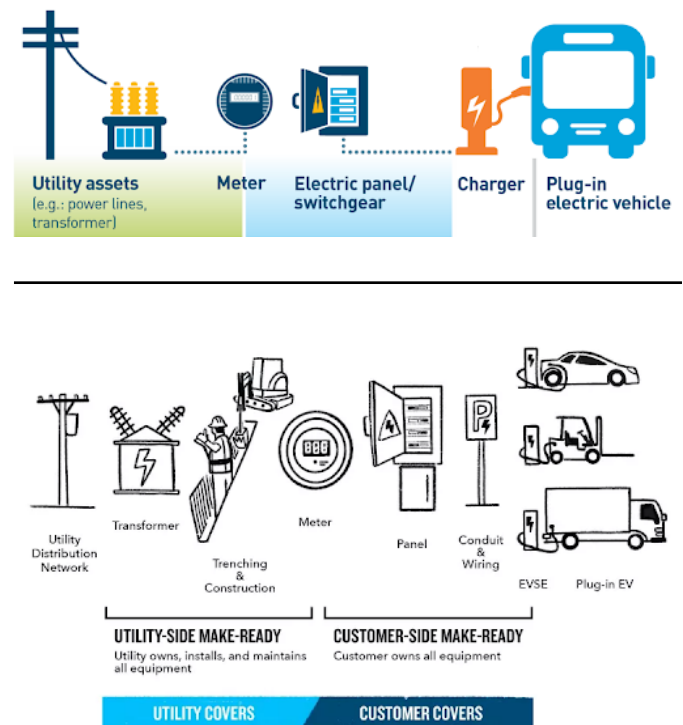 Utility assets
(e.g.: power lines,
transformer)
Meter
Electric panel/
switchgear
Charger
Plug-in
electric vehicle
Utility
Distribution
Network
Transformer
Trenching
&
Construction
Meter
Panel
P
Conduit
&
Wiring
EVSE
Plug-in EV
UTILITY-SIDE MAKE-READY
Utility owns, installs, and maintains
all equipment
CUSTOMER-SIDE MAKE-READY
Customer owns all equipment
UTILITY COVERS
CUSTOMER COVERS